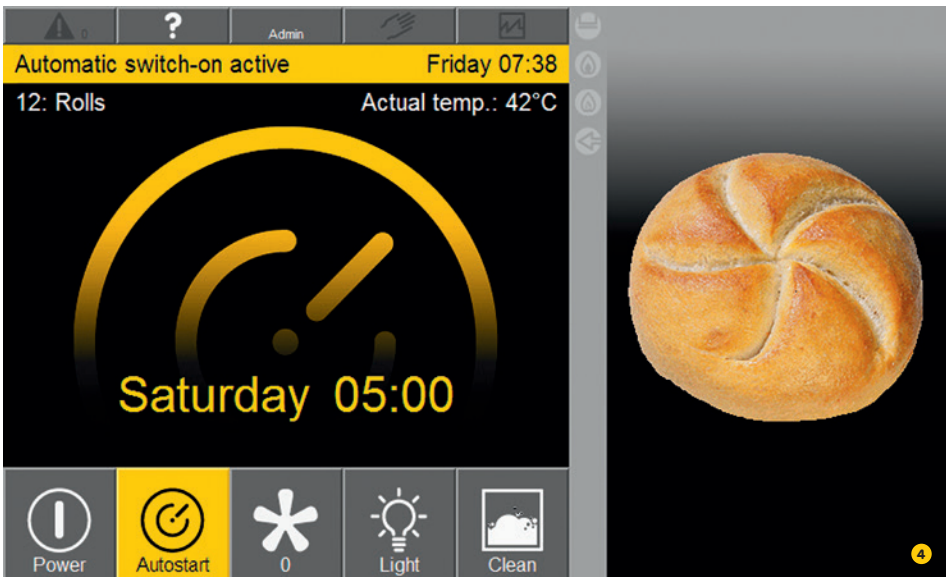 0
?
Admin
Automatic switch-on active Friday 07:38
12: Rolls Actual temp.: 42°C
Saturday 05:00
Power Autostart 0 Light Clean
4